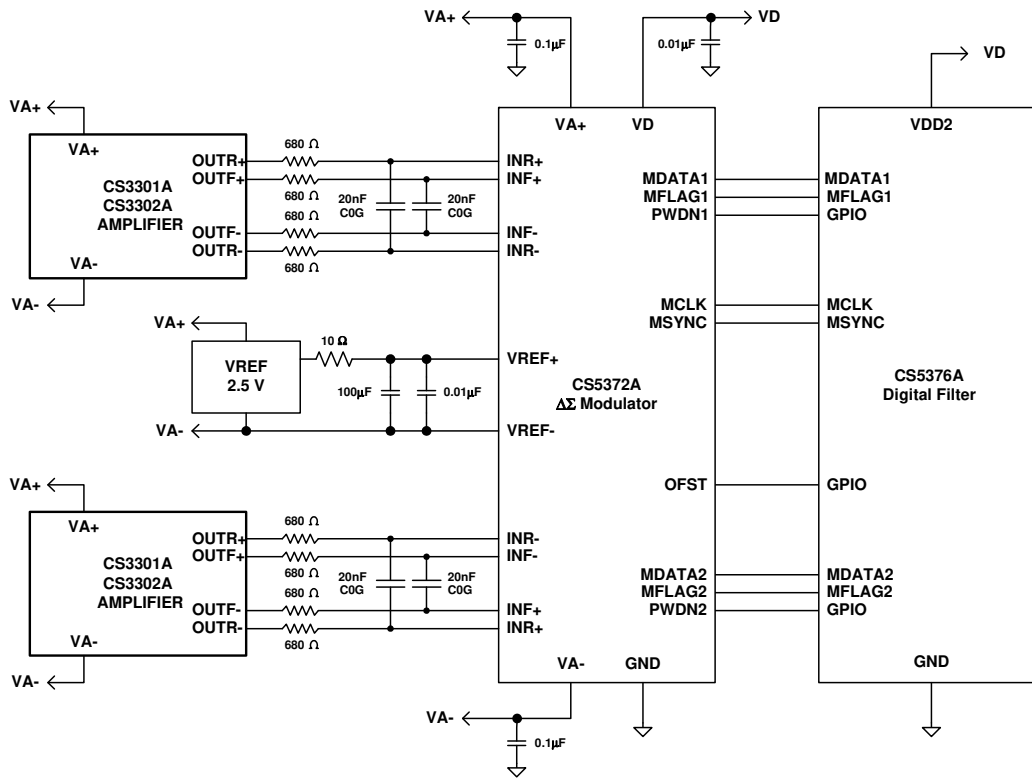 VA+
0.1µF
0.01µF
VD
VD
VA+
VA+
CS3301A
CS3302A
AMPLIFIER
OUTR+
OUTF+
OUTF-
OUTR-
VA-
VA-
680 Ω
680 Ω
680 Ω
680 Ω
20nF
C0G
20nF
C0G
VA+
VREF
2.5 V
VA-
10 Ω
100µF
0.01µF
VA+
VA+
CS3301A
CS3302A
AMPLIFIER
OUTR+
OUTF+
OUTF-
OUTR-
VA-
VA-
680 Ω
680 Ω
680 Ω
680 Ω
20nF
C0G
20nF
C0G
VA+
VD
INR+
INF+
INF-
INR-
VREF+
VREF-
INR-
INF-
INF+
INR+
CS5372A
ΔΣ Modulator
MDATA1
MFLAG1
PWDN1
MCLK
MSYNC
OFST
MDATA2
MFLAG2
PWDN2
VA-
GND
VA-
0.1µF
VDD2
MDATA1
MFLAG1
GPIO
MCLK
MSYNC
CS5376A
Digital Filter
GPIO
MDATA2
MFLAG2
GPIO
GND